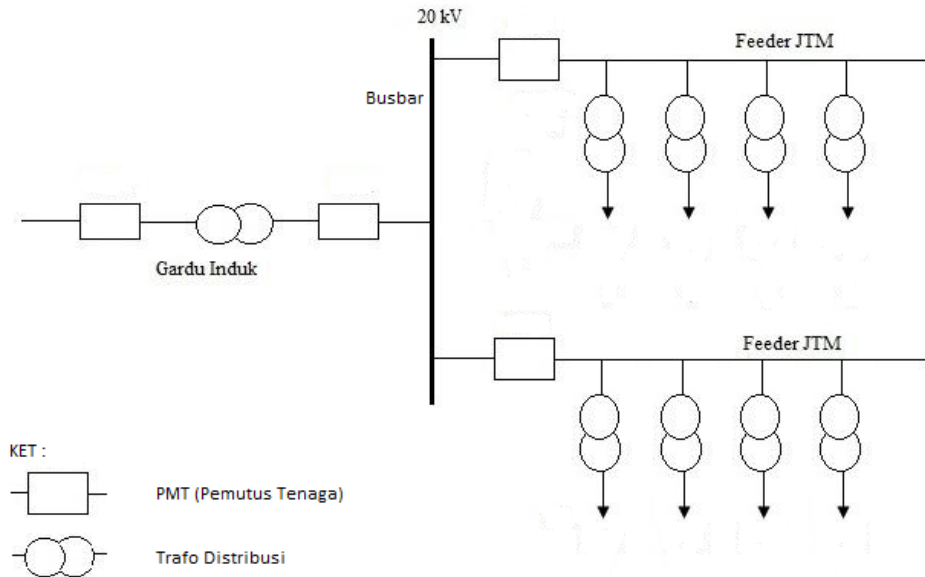 20 kV
Feeder JTM
Busbar
Gardu Induk
Feeder JTM
KET :
PMT (Pemutus Tenaga)
Trafo Distribusi